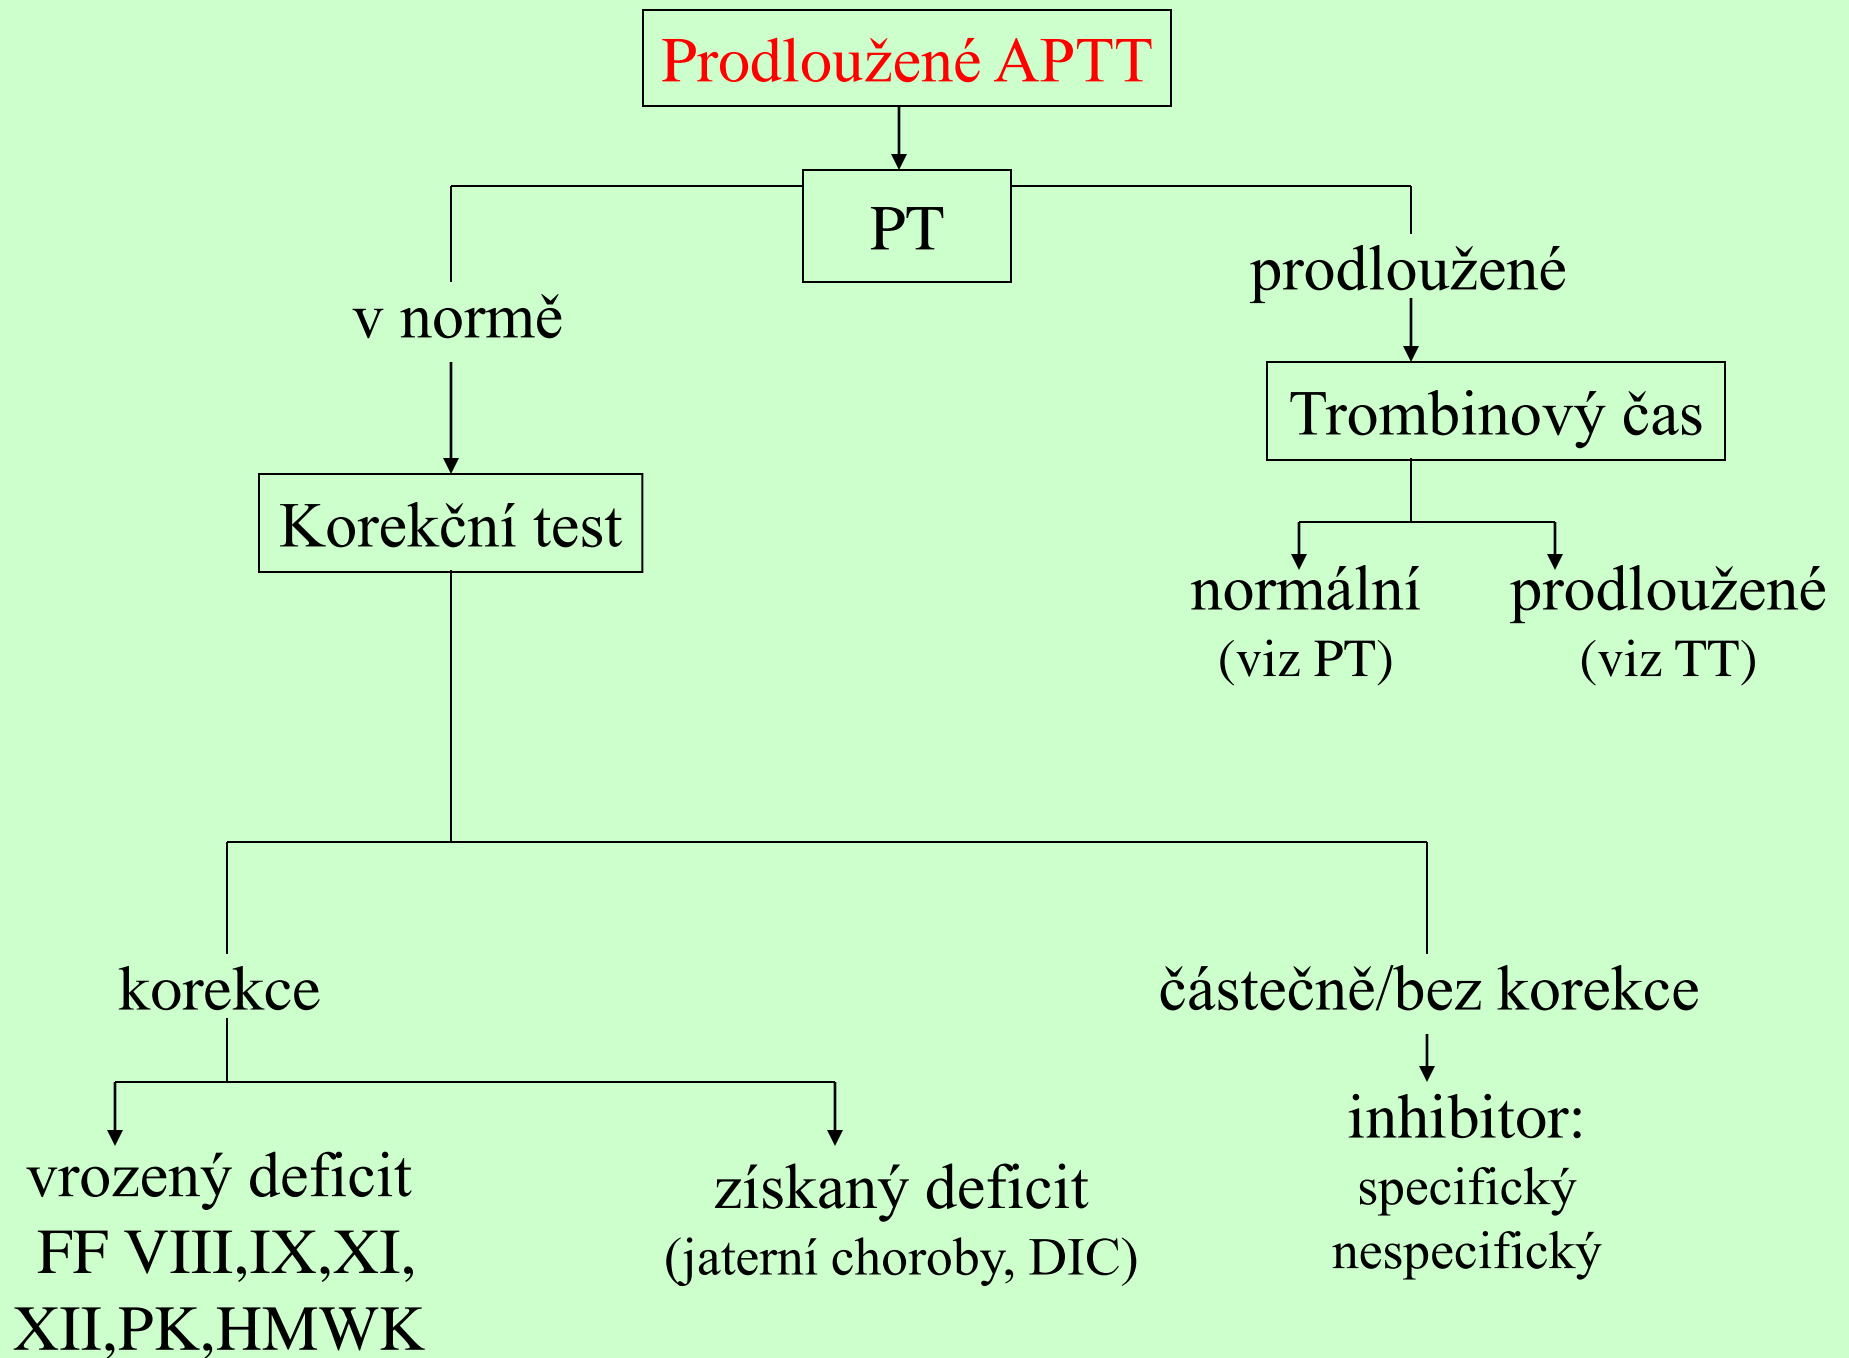 Prodloužené APTT
PT
v normě
prodloužené
Trombinový čas
Korekční test
normální
(viz PT)
prodloužené
(viz TT)
korekce
částečně/bez korekce
vrozený deficit
FF VIII,IX,XI,
XII,PK,HMWK
získaný deficit
(jaterní choroby, DIC)
inhibitor:
specifický
nespecifický